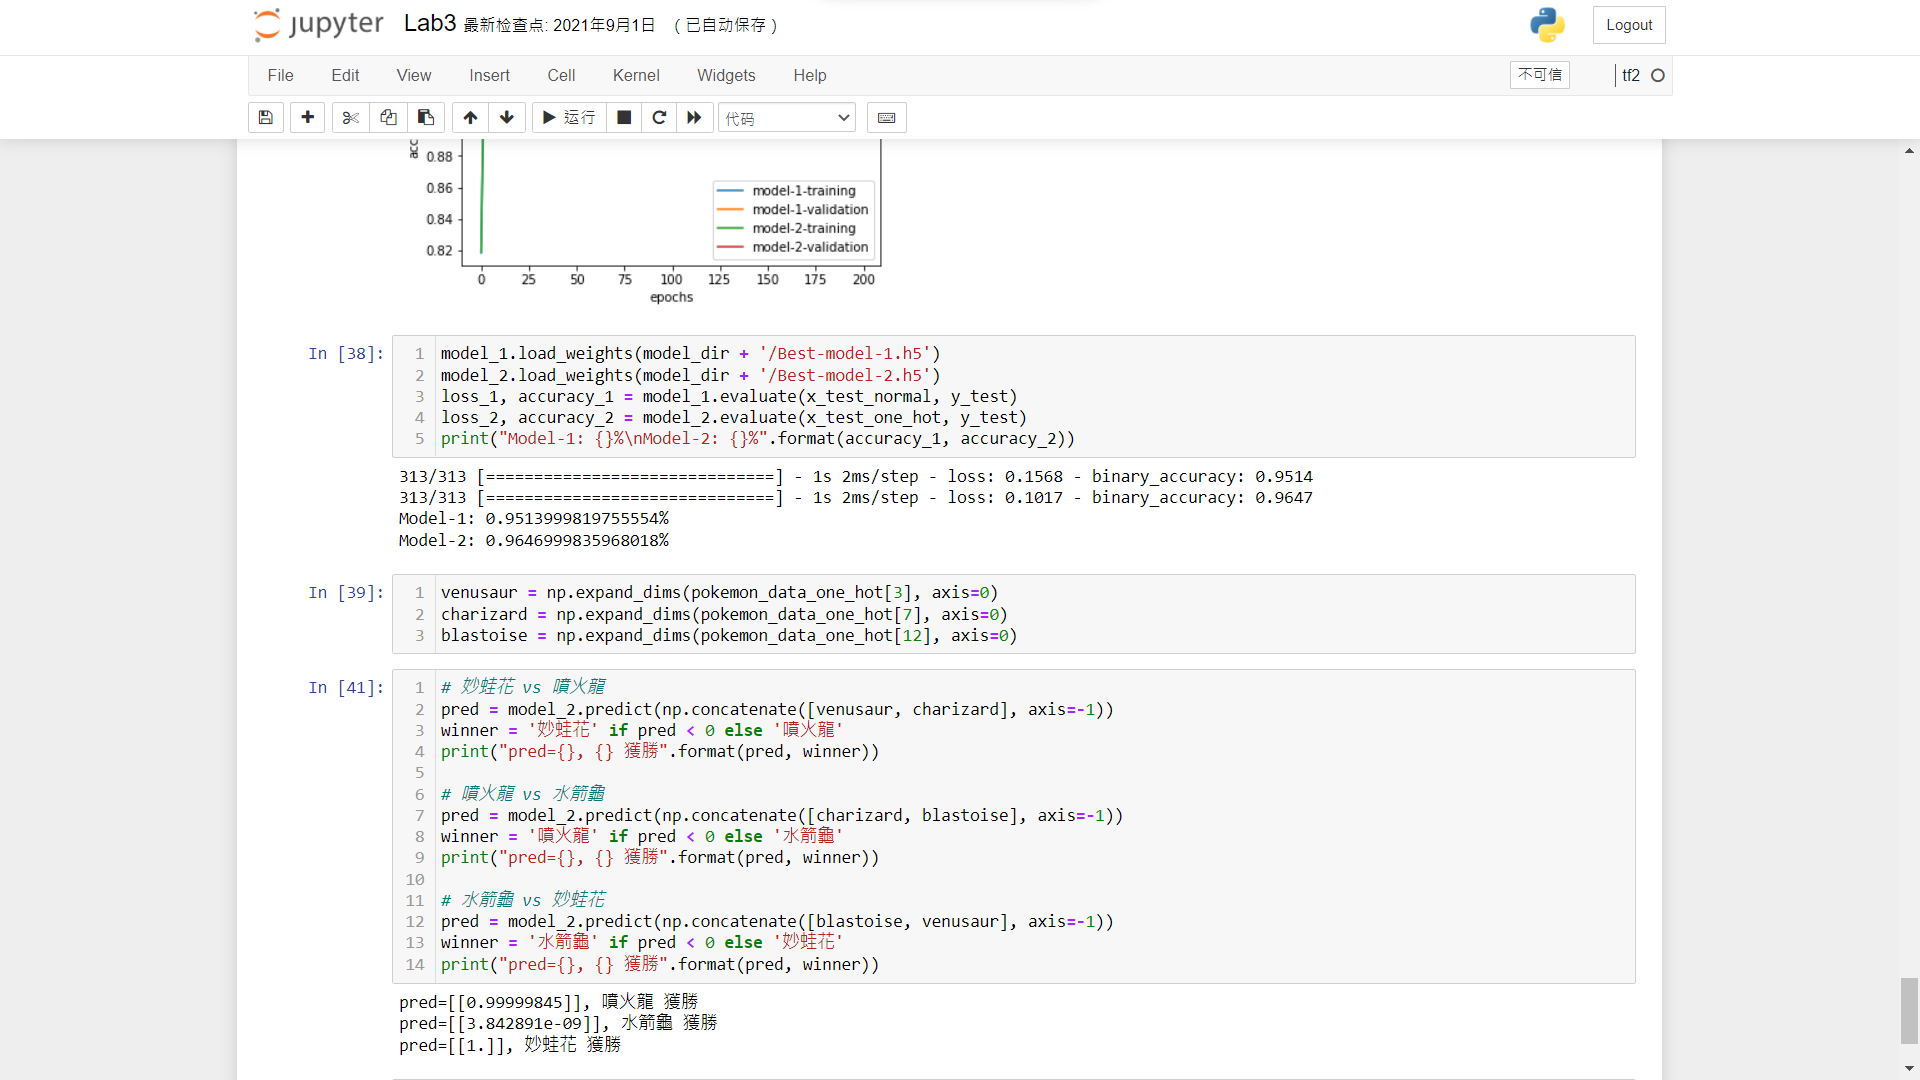 jupyter Lab3 最新检查点: 2021年9月1日 (已自动保存)
Logout
File Edit View Insert Cell Kernel Widgets Help
不可信
tf2
运行
代码
0.88
0.86
0.84
0.82
acc
model-1-training
model-1-validation
model-2-training
model-2-validation
0 25 50 75 100 125 150 175 200
epochs
In [38]:
1 model_1.load_weights(model_dir + '/Best-model-1.h5')
2 model_2.load_weights(model_dir + '/Best-model-2.h5')
3 loss_1, accuracy_1 = model_1.evaluate(x_test_normal, y_test)
4 loss_2, accuracy_2 = model_2.evaluate(x_test_one_hot, y_test)
5 print("Model-1: {}%\nModel-2: {}%".format(accuracy_1, accuracy_2))
313/313 [==============================] - 1s 2ms/step - loss: 0.1568 - binary_accuracy: 0.9514
313/313 [==============================] - 1s 2ms/step - loss: 0.1017 - binary_accuracy: 0.9647
Model-1: 0.9513999819755554%
Model-2: 0.9646999835968018%
In [39]:
1 venusaur = np.expand_dims(pokemon_data_one_hot[3], axis=0)
2 charizard = np.expand_dims(pokemon_data_one_hot[7], axis=0)
3 blastoise = np.expand_dims(pokemon_data_one_hot[12], axis=0)
In [41]:
1 # 妙蛙花 vs 噴火龍
2 pred = model_2.predict(np.concatenate([venusaur, charizard], axis=-1))
3 winner = '妙蛙花' if pred < 0 else '噴火龍'
4 print("pred={}, {} 獲勝".format(pred, winner))
5
6 # 噴火龍 vs 水箭龜
7 pred = model_2.predict(np.concatenate([charizard, blastoise], axis=-1))
8 winner = '噴火龍' if pred < 0 else '水箭龜'
9 print("pred={}, {} 獲勝".format(pred, winner))
10
11 # 水箭龜 vs 妙蛙花
12 pred = model_2.predict(np.concatenate([blastoise, venusaur], axis=-1))
13 winner = '水箭龜' if pred < 0 else '妙蛙花'
14 print("pred={}, {} 獲勝".format(pred, winner))
pred=[[0.99999845]], 噴火龍 獲勝
pred=[[3.842891e-09]], 水箭龜 獲勝
pred=[[1.]], 妙蛙花 獲勝